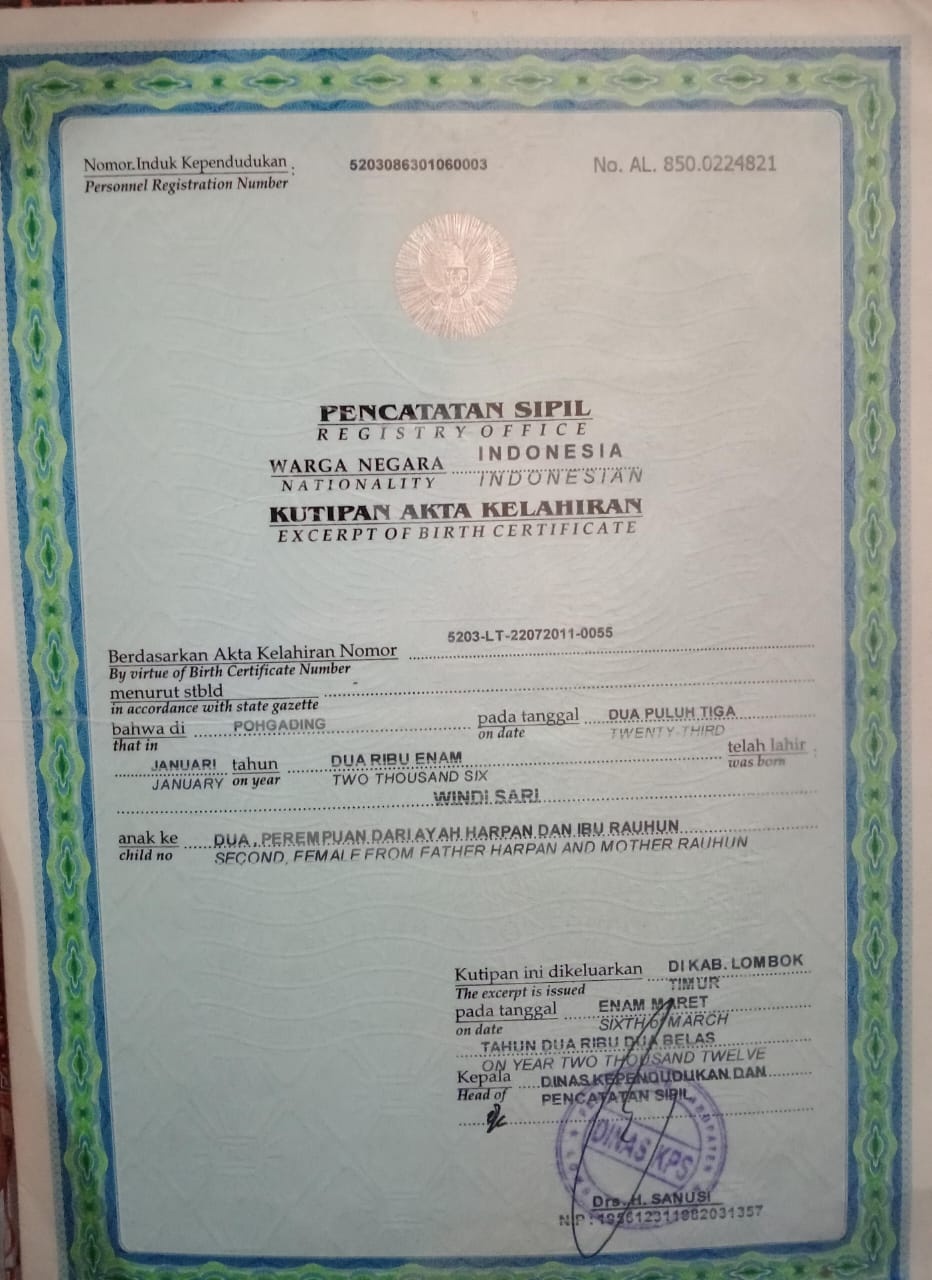 Nomor.Induk Kependudukan : 5203086301060003 No. AL. 850.0224821
Personnel Registration Number
PENCATATAN SIPIL
REGISTRY OFFICE
WARGA NEGARA INDONESIA
NATIONALITY INDONESIAN
KUTIPAN AKTA KELAHIRAN
EXCERPT OF BIRTH CERTIFICATE
Berdasarkan Akta Kelahiran Nomor 5203-LT-22072011-0055
By virtue of Birth Certificate Number
menurut stbld -
in accordance with state gazette
bahwa di POHGADING pada tanggal DUA PULUH TIGA
that in on date TWENTY-THIRD
JANUARI tahun DUA RIBU ENAM telah lahir :
JANUARY on year TWO THOUSAND SIX was born
WINDI SARI
anak ke DUA, PEREMPUAN DARI AYAH HARPAN DAN IBU RAUHUN
child no SECOND, FEMALE FROM FATHER HARPAN AND MOTHER RAUHUN
Kutipan ini dikeluarkan DI KAB. LOMBOK
The excerpt is issued TIMUR
pada tanggal ENAM MARET
on date SIXTH of MARCH
TAHUN DUA RIBU DUA BELAS
ON YEAR TWO THOUSAND TWELVE
Kepala DINAS KEPENDUDUKAN DAN
Head of PENCATATAN SIPIL
DINAS KPS
Drs. H. SANUSI
NIP : 195612311982031357